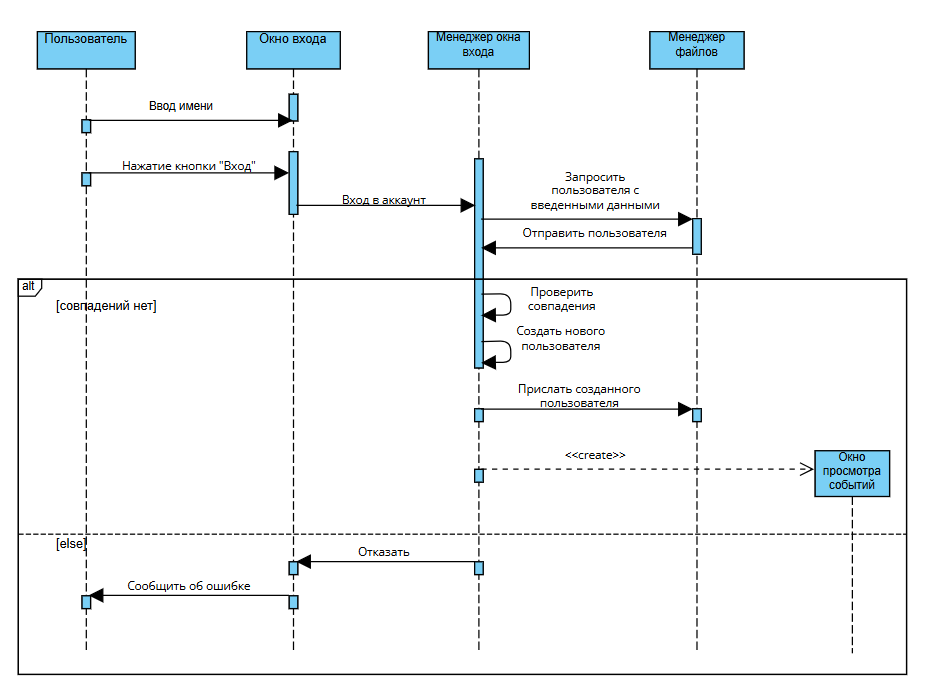 Пользователь
Окно входа
Менеджер окна
входа
Менеджер
файлов
Ввод имени
Нажатие кнопки "Вход"
Вход в аккаунт
Запросить
пользователя с
введенными данными
Отправить пользователя
alt
[совпадений нет]
Проверить
совпадения
Создать нового
пользователя
Прислать созданного
пользователя
<<create>>
Окно
просмотра
событий
[else]
Отказать
Сообщить об ошибке